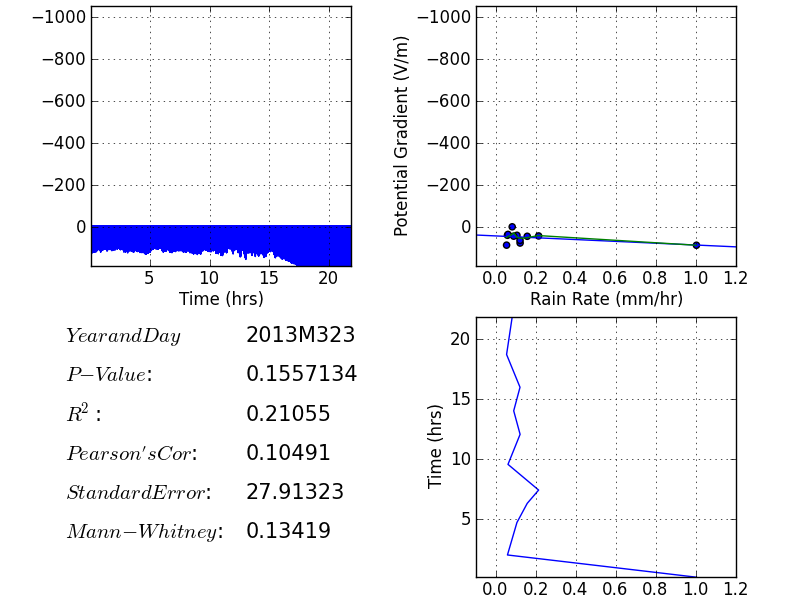 −1000
−800
−600
−400
−200
0
5 10 15 20
Time (hrs)
Potential Gradient (V/m)
−1000
−800
−600
−400
−200
0
0.0 0.2 0.4 0.6 0.8 1.0 1.2
Rain Rate (mm/hr)
YearandDay 2013M323
P−Value: 0.1557134
R² : 0.21055
Pearson'sCor: 0.10491
StandardError: 27.91323
Mann−Whitney: 0.13419
Time (hrs)
20
15
10
5
0.0 0.2 0.4 0.6 0.8 1.0 1.2